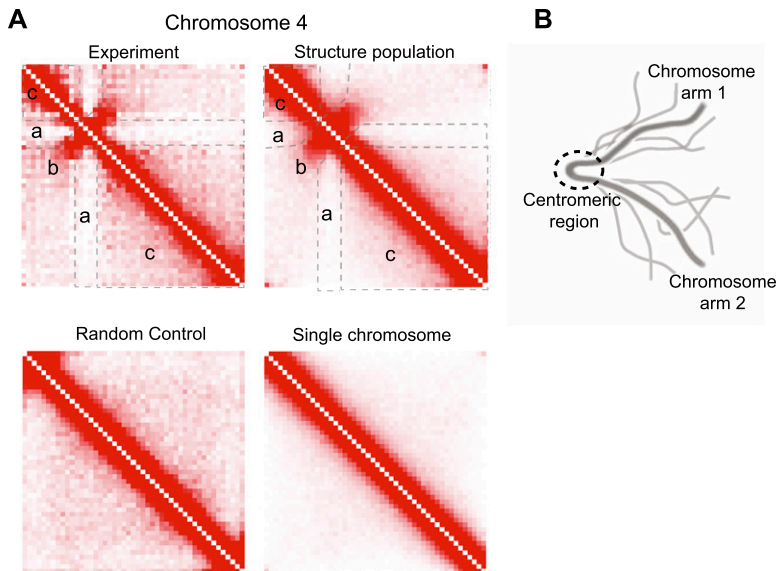 A
Chromosome 4
B
Experiment
Structure population
c
a
b
a
c
c
a
b
a
c
Chromosome
arm 1
Centromeric
region
Chromosome
arm 2
Random Control
Single chromosome